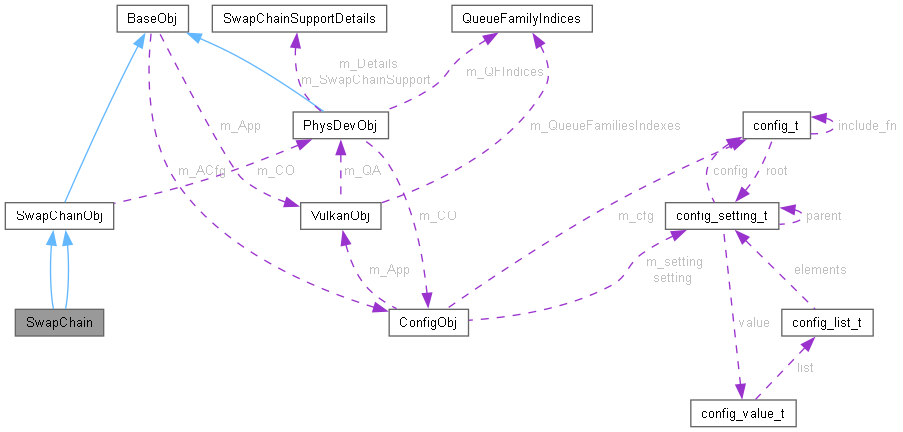 BaseObj
SwapChainSupportDetails
QueueFamilyIndices
m_Details
m_SwapChainSupport
m_QFIndices
m_App
PhysDevObj
m_QueueFamiliesIndexes
config_t
include_fn
m_ACfg
m_CO
m_QA
config
root
SwapChainObj
VulkanObj
m_CO
m_cfg
config_setting_t
parent
m_App
m_setting
setting
elements
SwapChain
ConfigObj
value
config_list_t
list
config_value_t